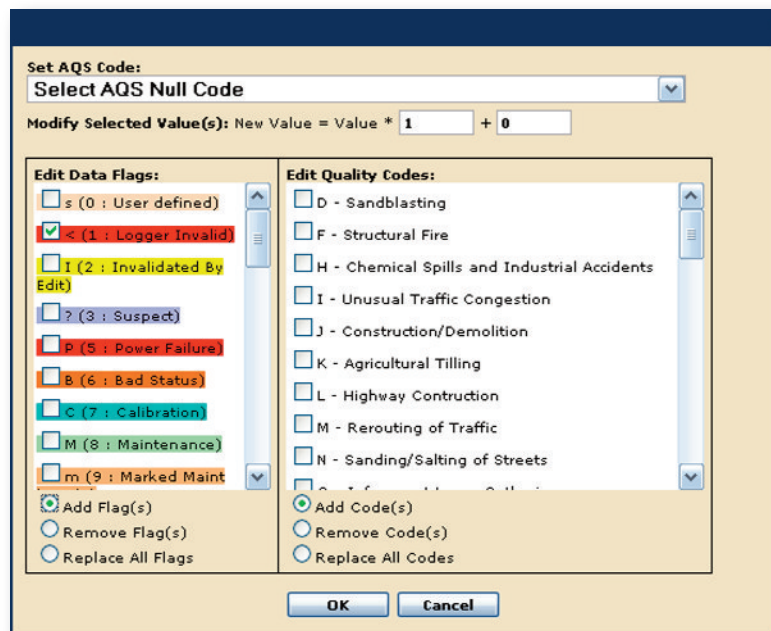 Set AQS Code:
Select AQS Null Code
Modify Selected Value(s): New Value = Value * 1 + 0
Edit Data Flags:
s (0 : User defined)
< (1 : Logger Invalid)
I (2 : Invalidated By
Edit)
? (3 : Suspect)
P (5 : Power Failure)
B (6 : Bad Status)
C (7 : Calibration)
M (8 : Maintenance)
m (9 : Marked Maint
Add Flag(s)
Remove Flag(s)
Replace All Flags
Edit Quality Codes:
D - Sandblasting
F - Structural Fire
H - Chemical Spills and Industrial Accidents
I - Unusual Traffic Congestion
J - Construction/Demolition
K - Agricultural Tilling
L - Highway Contruction
M - Rerouting of Traffic
N - Sanding/Salting of Streets
Add Code(s)
Remove Code(s)
Replace All Codes
OK Cancel